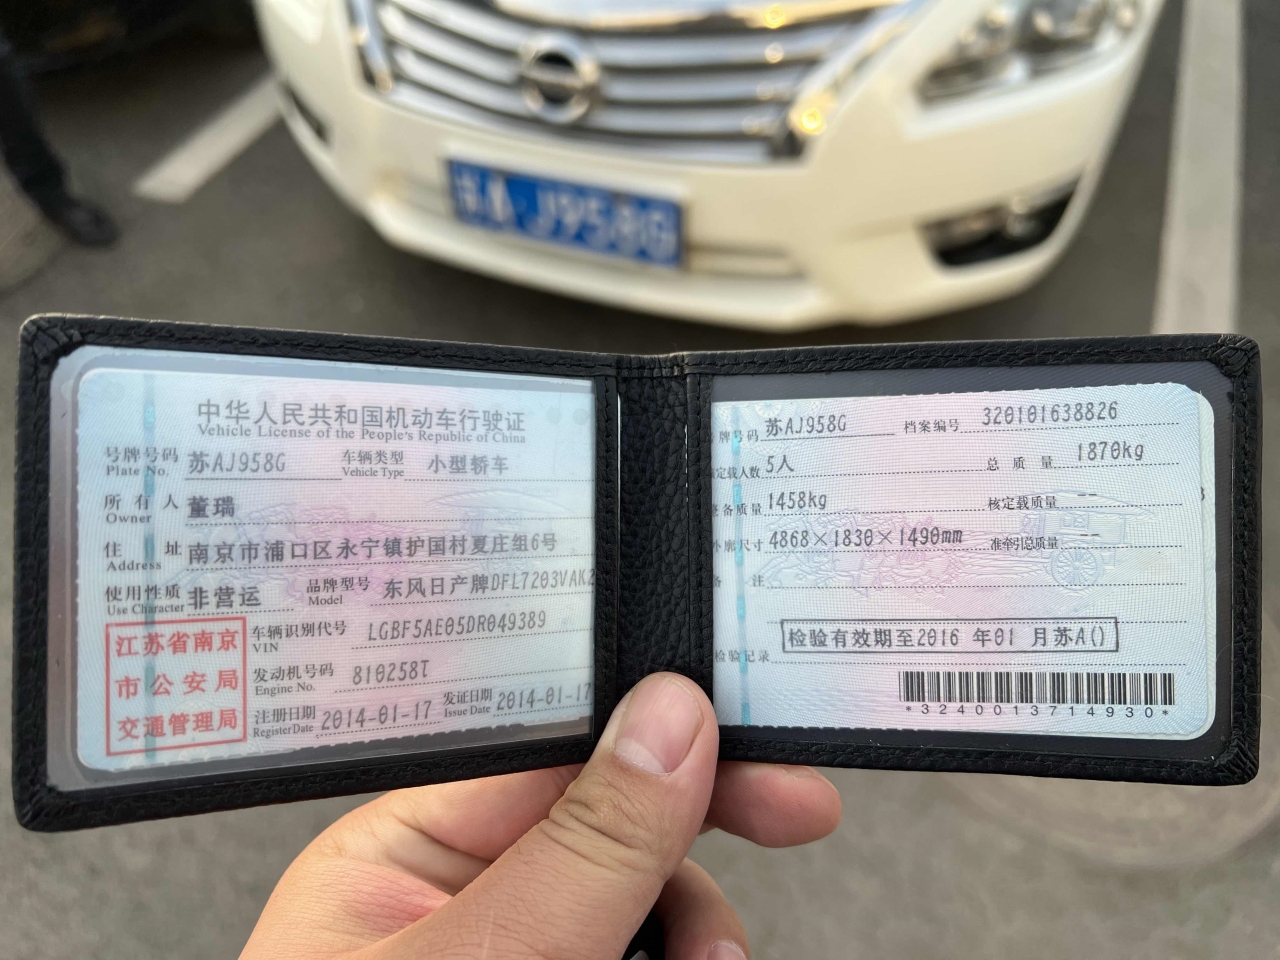 苏A·J958G
中华人民共和国机动车行驶证
Vehicle License of the People's Republic of China
号牌号码 苏AJ958G 车辆类型 小型轿车
Plate No. Vehicle Type
所有人 董瑞
Owner
住址 南京市浦口区永宁镇护国村夏庄组6号
Address
使用性质 非营运 品牌型号 东风日产牌DFL7203VAK2
Use Character Model
江苏省南京
市公安局
交通管理局
车辆识别代号 LGBF5AE05DR049389
VIN
发动机号码 810258T
Engine No.
注册日期 2014-01-17 发证日期 2014-01-17
Register Date Issue Date
号牌号码 苏AJ958G 档案编号 320101638826
定载人数 5人 总质量 1870kg
备质量 1458kg 核定载质量 --
外廓尺寸 4868×1830×1490mm 准牵引总质量 --
备注
检验有效期至2016年01月苏A()
检验记录
*3240013714930*